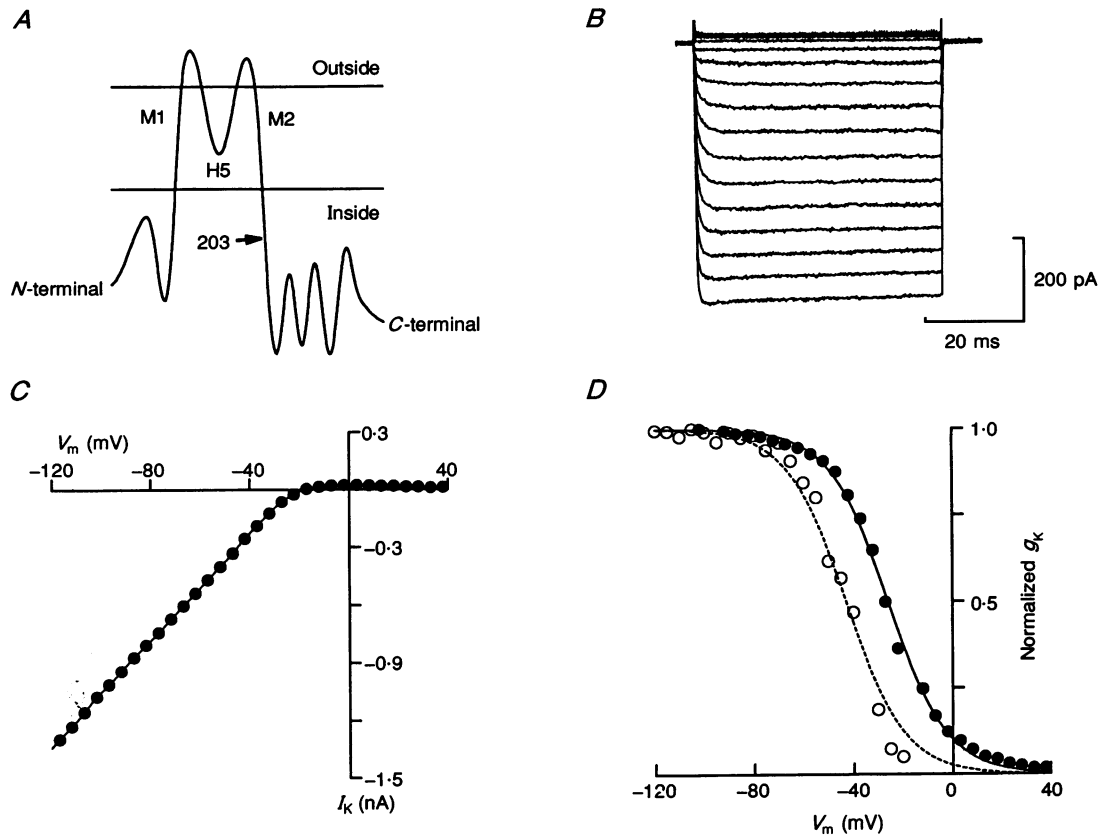 A
Outside
M1
M2
H5
Inside
203
N-terminal
C-terminal
B
200 pA
20 ms
C
Vm (mV)
0·3
−120
−80
−40
40
−0·3
−0·9
−1·5
IK (nA)
D
1·0
0·5
Normalized gK
−120
−80
−40
0
40
Vm (mV)